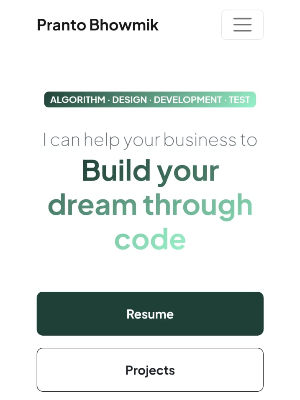 Pranto Bhowmik
ALGORITHM · DESIGN · DEVELOPMENT · TEST
I can help your business to
Build your
dream through
code
Resume
Projects